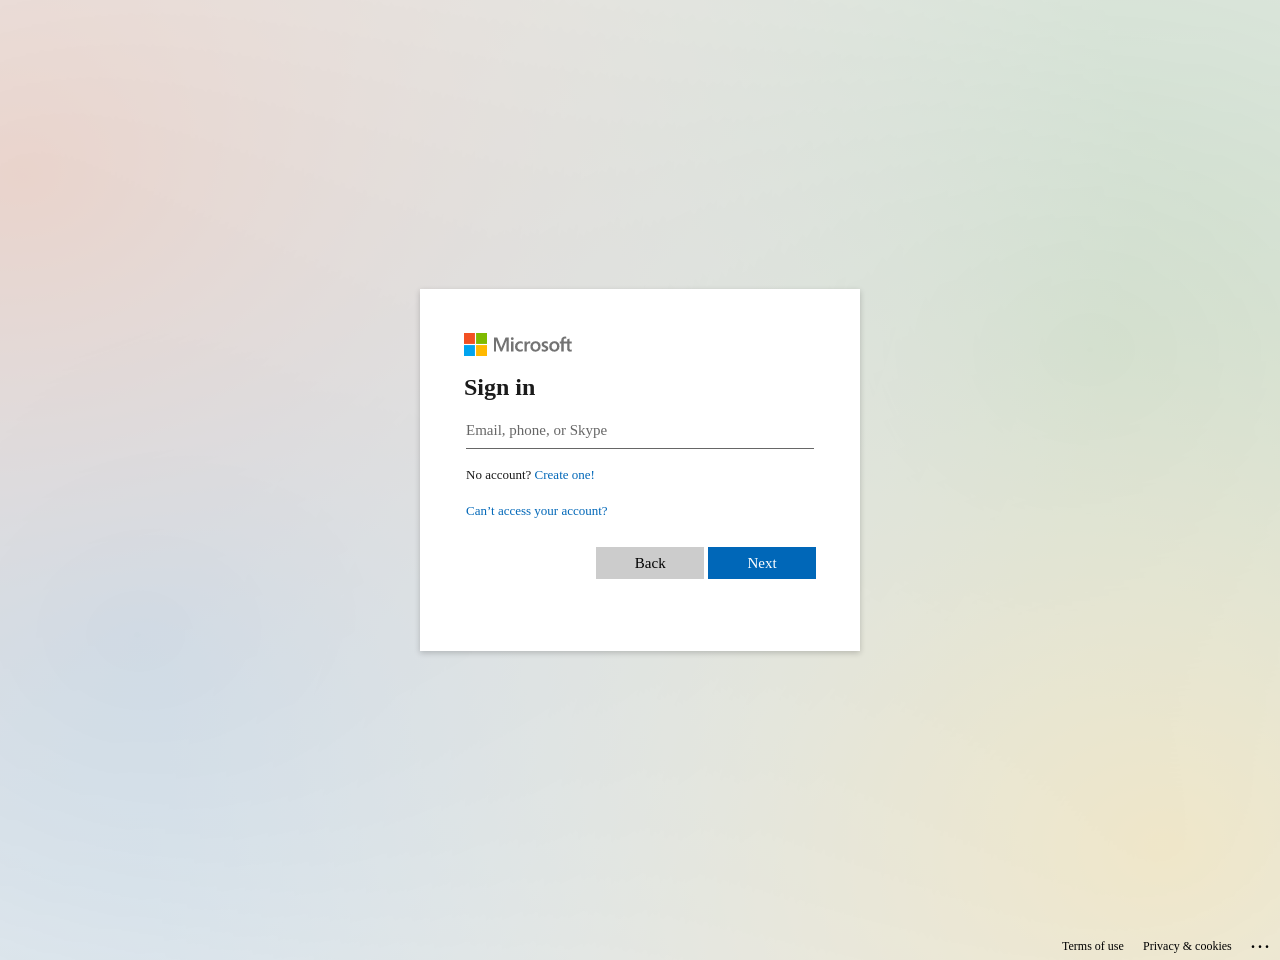 Microsoft
Sign in
Email, phone, or Skype
No account? Create one!
Can’t access your account?
Back Next
Terms of use Privacy & cookies ...